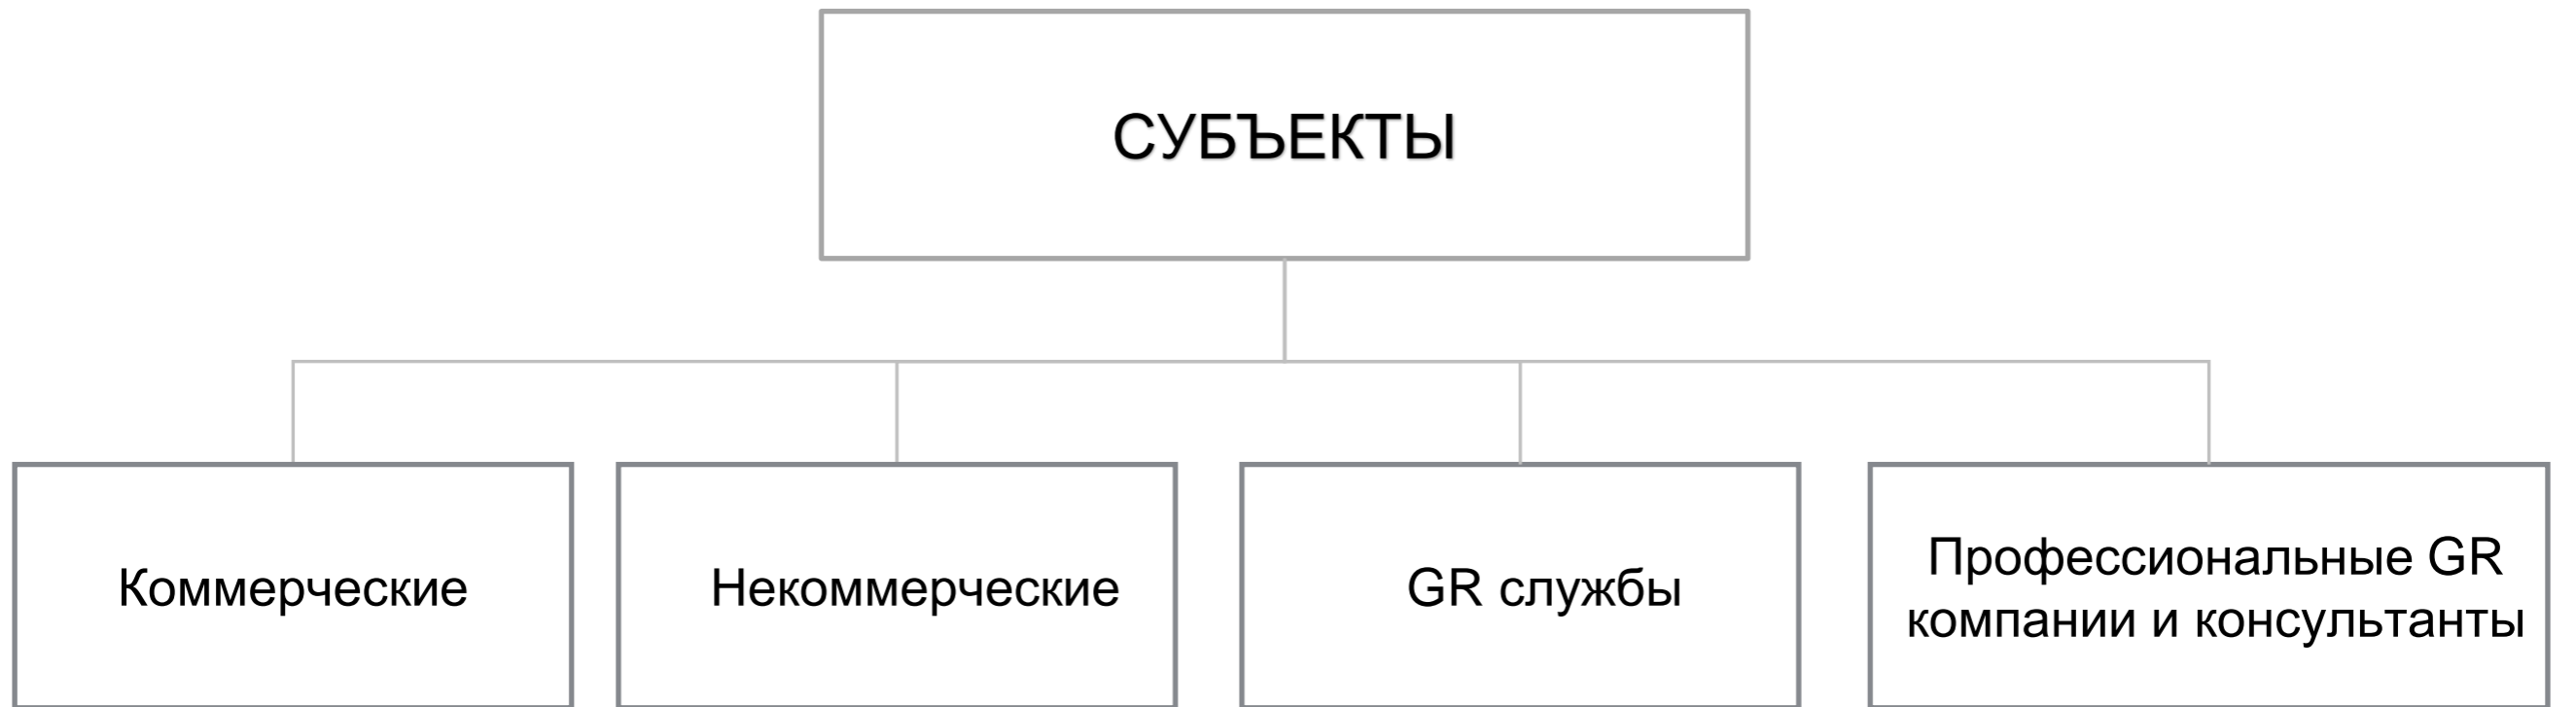 СУБЪЕКТЫ
Коммерческие
Некоммерческие
GR службы
Профессиональные GR
компании и консультанты